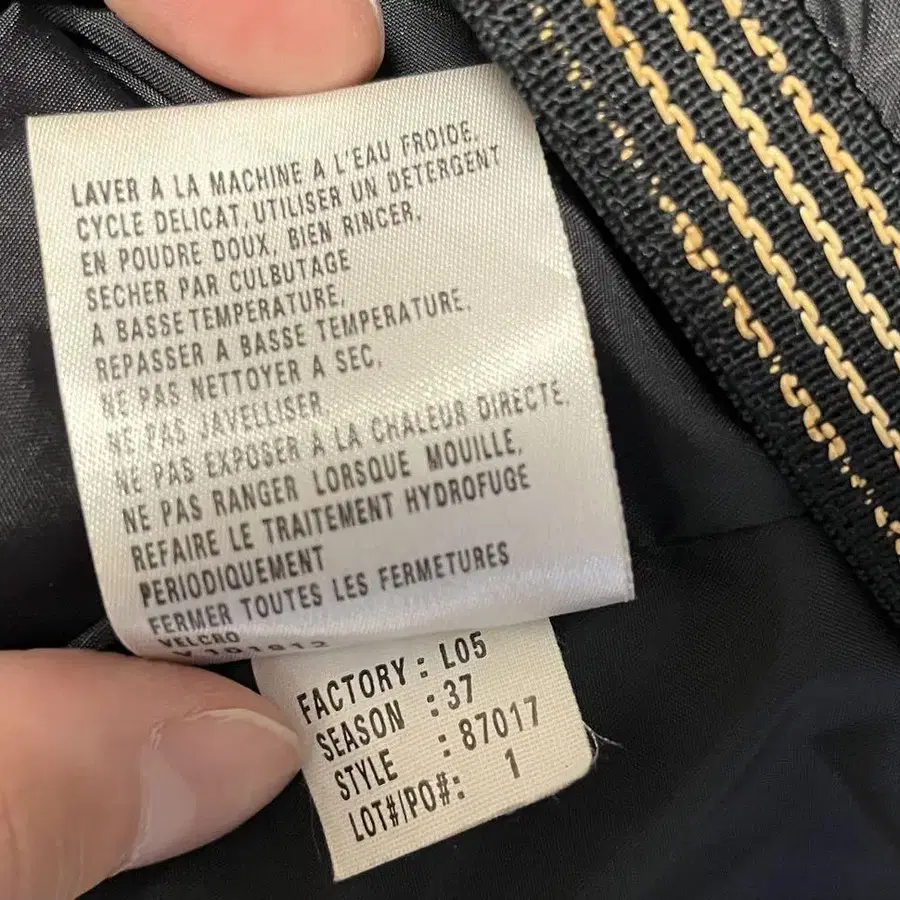 LAVER A LA MACHINE A L'EAU FROIDE.
CYCLE DELICAT, UTILISER UN DETERGENT
EN POUDRE DOUX, BIEN RINCER.
SECHER PAR CULBUTAGE
A BASSE TEMPERATURE.
REPASSER A BASSE TEMPERATURE.
NE PAS NETTOYER A SEC.
NE PAS JAVELLISER.
NE PAS EXPOSER A LA CHALEUR DIRECTE.
NE PAS RANGER LORSQUE MOUILLE.
REFAIRE LE TRAITEMENT HYDROFUGE
PERIODIQUEMENT
FERMER TOUTES LES FERMETURES
VELCRO
FACTORY : L05
SEASON : 37
STYLE : 87017
LOT#/PO#: 1